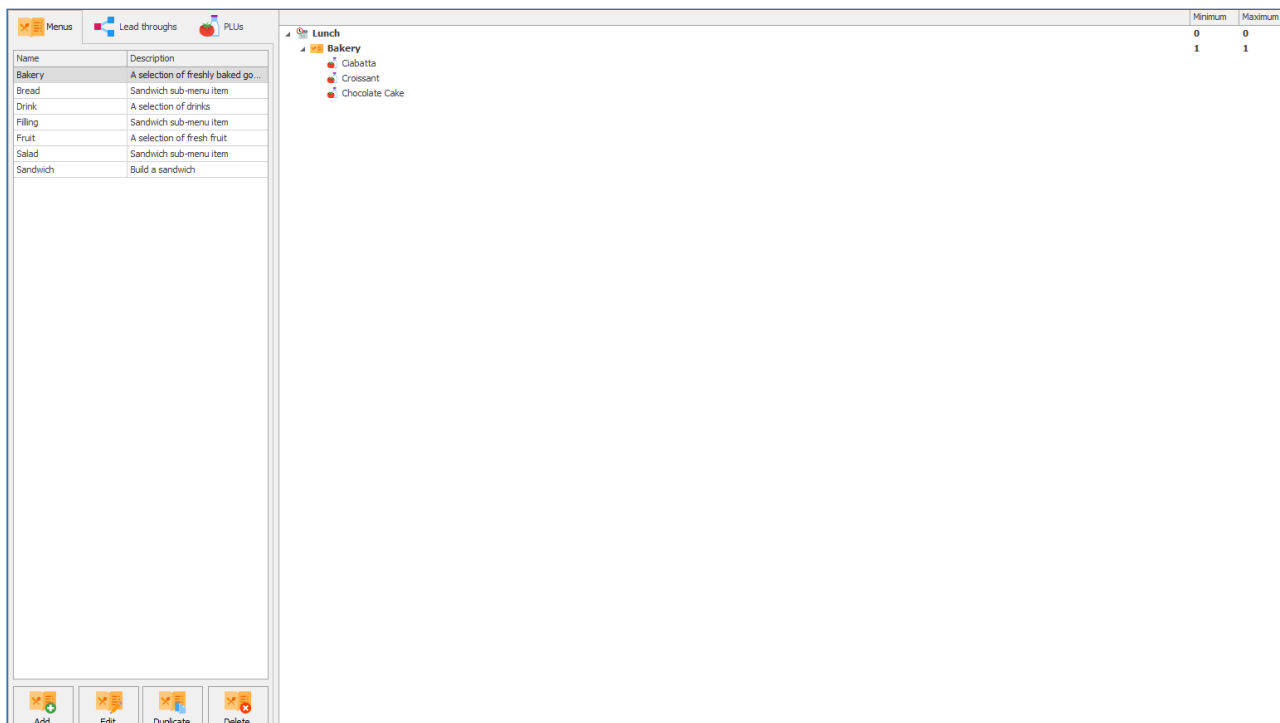 Menus Lead throughs PLUs
Minimum Maximum
Name Description
Bakery A selection of freshly baked go...
Bread Sandwich sub-menu item
Drink A selection of drinks
Filling Sandwich sub-menu item
Fruit A selection of fresh fruit
Salad Sandwich sub-menu item
Sandwich Build a sandwich
Lunch 0 0
Bakery 1 1
Ciabatta
Croissant
Chocolate Cake
Add Edit Duplicate Delete